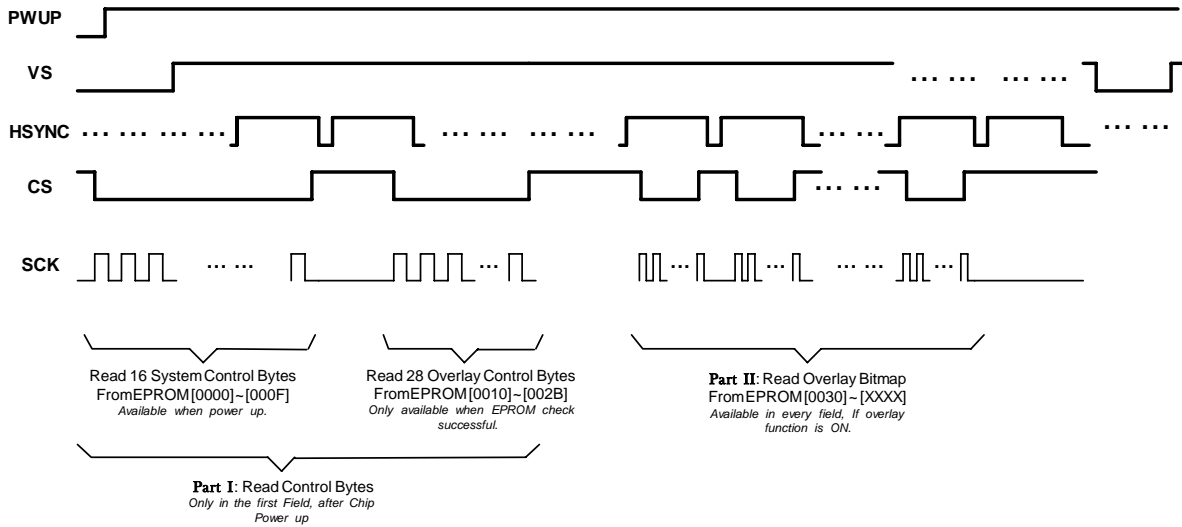 PWUP
VS
... ... ... ...
HSYNC
... ... ... ...
... ... ... ...
... ...
... ...
CS
... ...
SCK
... ...
...
...
...
... ...
...
Read 16 System Control Bytes
From EPROM [0000] ~ [000F]
Available when power up.
Read 28 Overlay Control Bytes
From EPROM [0010] ~ [002B]
Only available when EPROM check
successful.
Part II: Read Overlay Bitmap
From EPROM [0030] ~ [XXXX]
Available in every field, If overlay
function is ON.
Part I: Read Control Bytes
Only in the first Field, after Chip
Power up